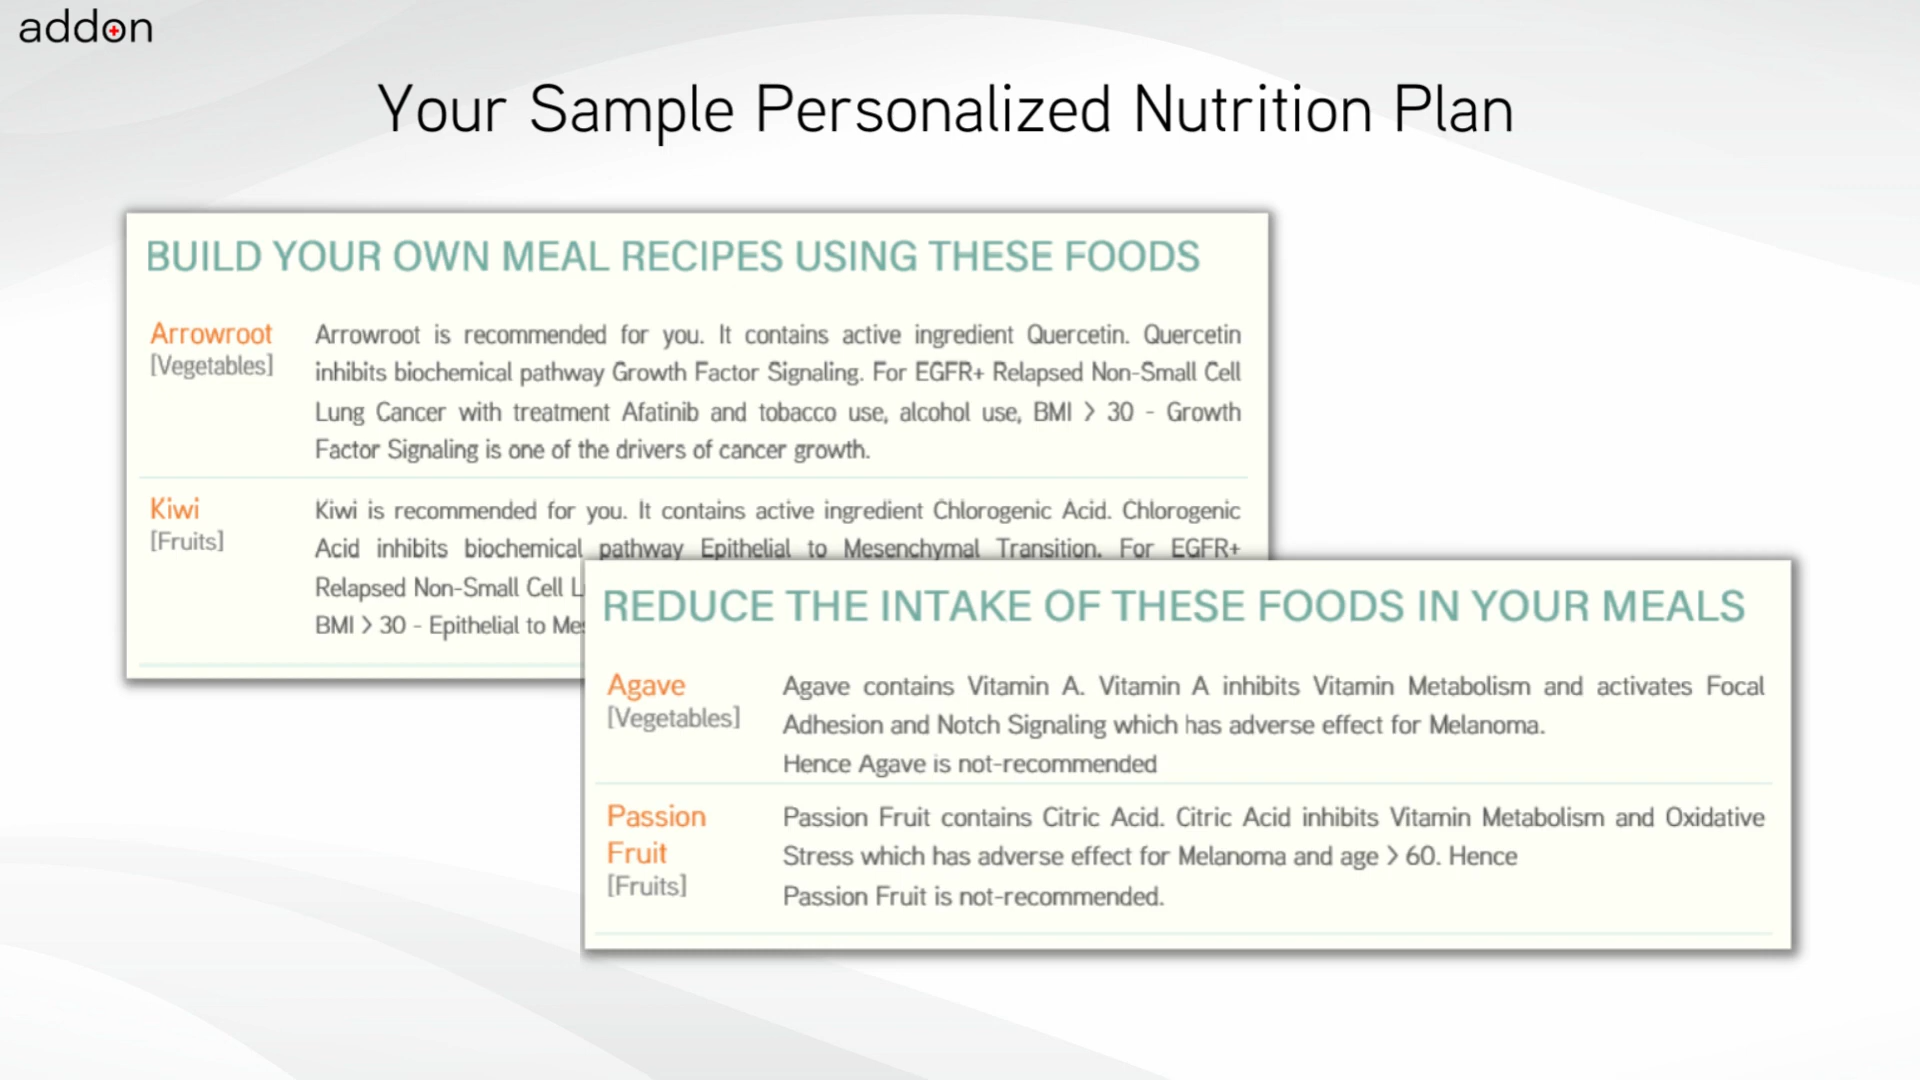 addon
Your Sample Personalized Nutrition Plan
BUILD YOUR OWN MEAL RECIPES USING THESE FOODS
Arrowroot
[Vegetables]
Arrowroot is recommended for you. It contains active ingredient Quercetin. Quercetin
inhibits biochemical pathway Growth Factor Signaling. For EGFR+ Relapsed Non-Small Cell
Lung Cancer with treatment Afatinib and tobacco use, alcohol use, BMI > 30 - Growth
Factor Signaling is one of the drivers of cancer growth.
Kiwi
[Fruits]
Kiwi is recommended for you. It contains active ingredient Chlorogenic Acid. Chlorogenic
Acid inhibits biochemical pathway Epithelial to Mesenchymal Transition. For EGFR+
Relapsed Non-Small Cell
BMI > 30 - Epithelial to
REDUCE THE INTAKE OF THESE FOODS IN YOUR MEALS
Agave
[Vegetables]
Agave contains Vitamin A. Vitamin A inhibits Vitamin Metabolism and activates Focal
Adhesion and Notch Signaling which has adverse effect for Melanoma.
Hence Agave is not-recommended
Passion
Fruit
[Fruits]
Passion Fruit contains Citric Acid. Citric Acid inhibits Vitamin Metabolism and Oxidative
Stress which has adverse effect for Melanoma and age > 60. Hence
Passion Fruit is not-recommended.